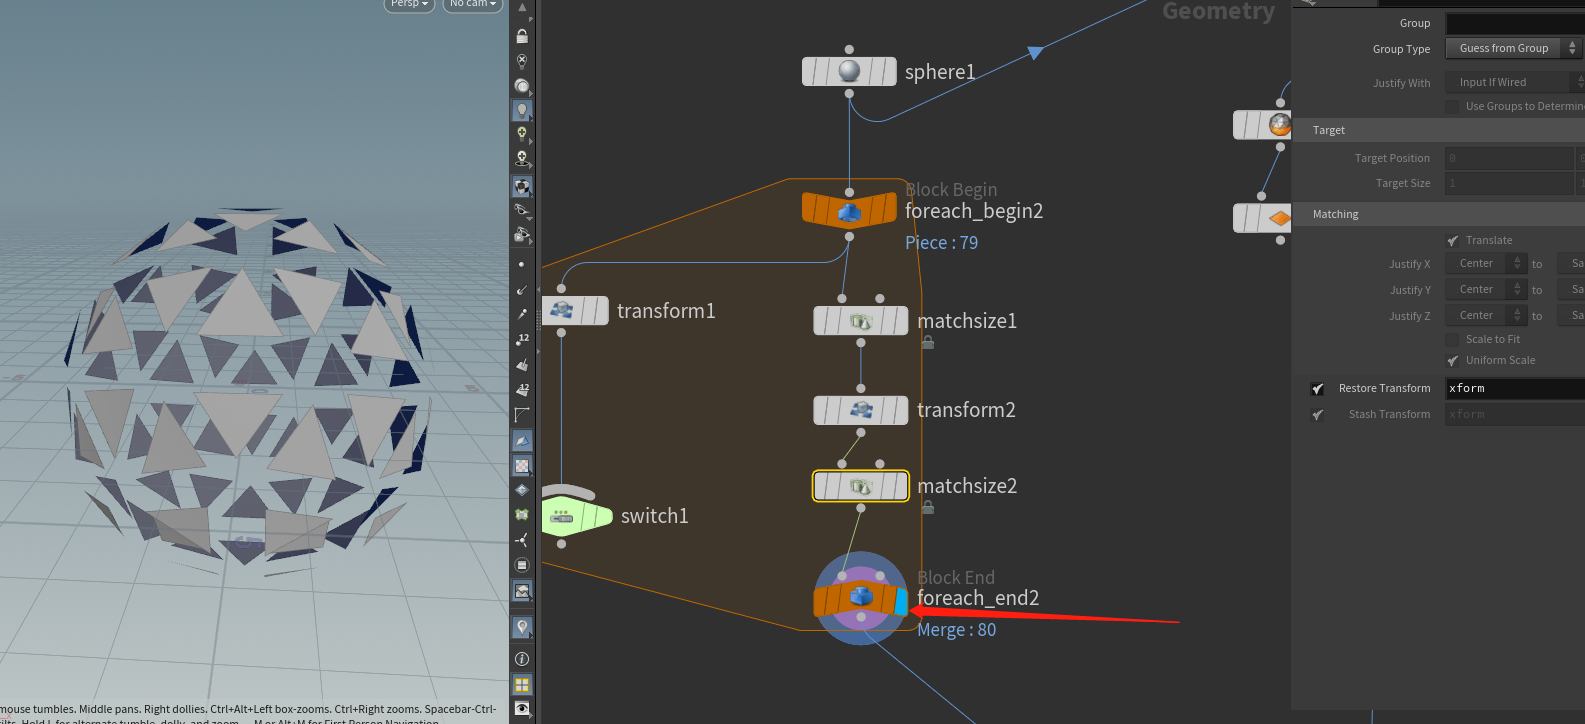 Persp
No cam
Geometry
sphere1
Block Begin
foreach_begin2
Piece : 79
transform1
matchsize1
transform2
matchsize2
switch1
Block End
foreach_end2
Merge : 80
12
12
mouse tumbles. Middle pans. Right dollies. Ctrl+Alt+Left box-zooms. Ctrl+Right zooms. Spacebar-Ctrl-
tilts. Hold L for alternate tumble, dolly, and zoom. M or Alt+M for First Person Navigation.
Group
Group Type Guess from Group
Justify With Input If Wired
Use Groups to Determin
Target
Target Position 0
Target Size 1
Matching
Translate
Justify X Center to Sa
Justify Y Center to Sa
Justify Z Center to Sa
Scale to Fit
Uniform Scale
Restore Transform xform
Stash Transform xform